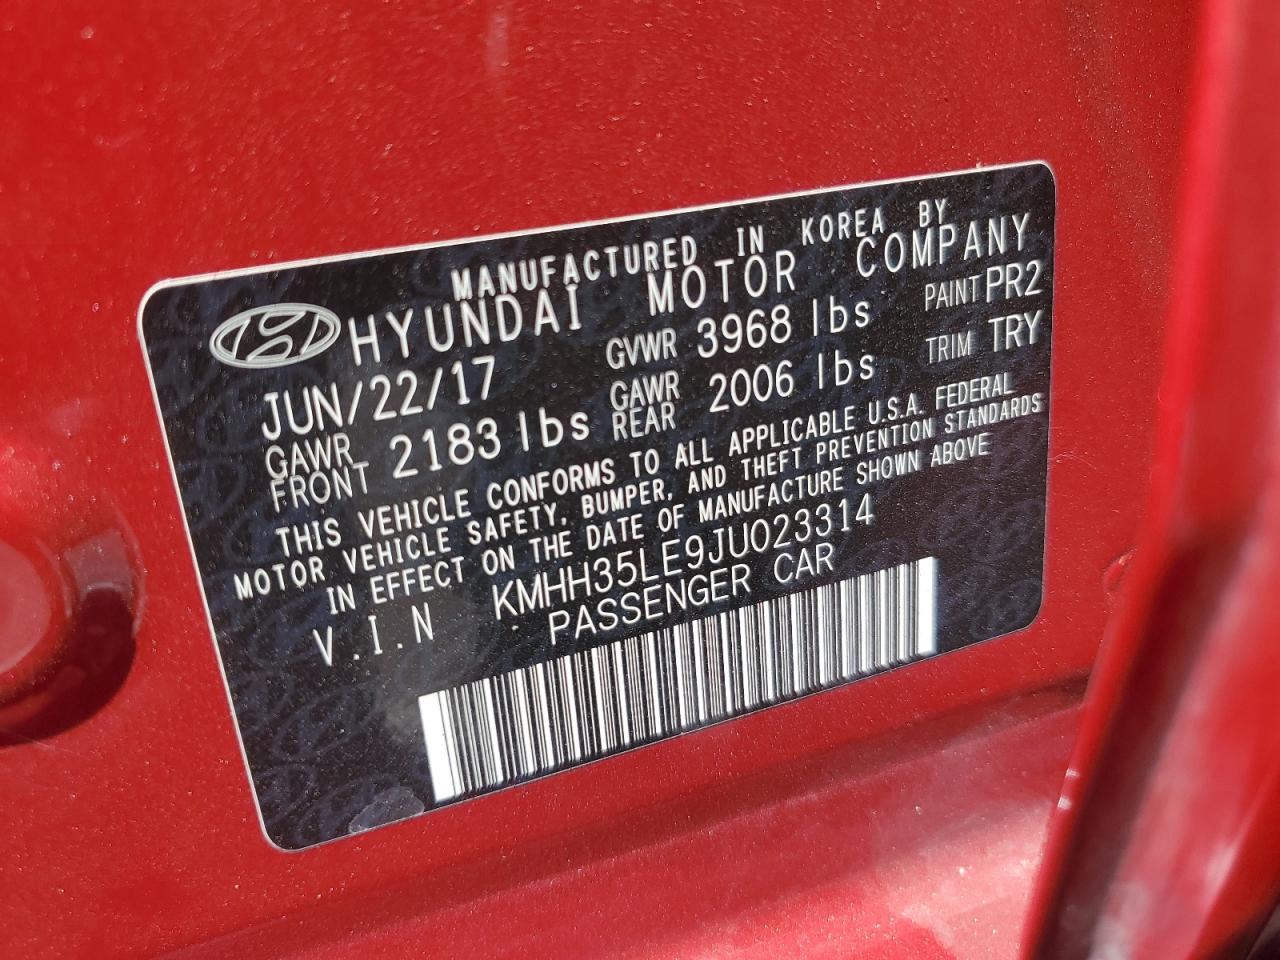 MANUFACTURED IN KOREA BY
HYUNDAI MOTOR COMPANY
JUN/22/17 GVWR 3968 lbs PAINT PR2
GAWR FRONT 2183 lbs GAWR REAR 2006 lbs TRIM TRY
THIS VEHICLE CONFORMS TO ALL APPLICABLE U.S.A. FEDERAL
MOTOR VEHICLE SAFETY, BUMPER, AND THEFT PREVENTION STANDARDS
IN EFFECT ON THE DATE OF MANUFACTURE SHOWN ABOVE
V.I.N KMHH35LE9JU023314
PASSENGER CAR